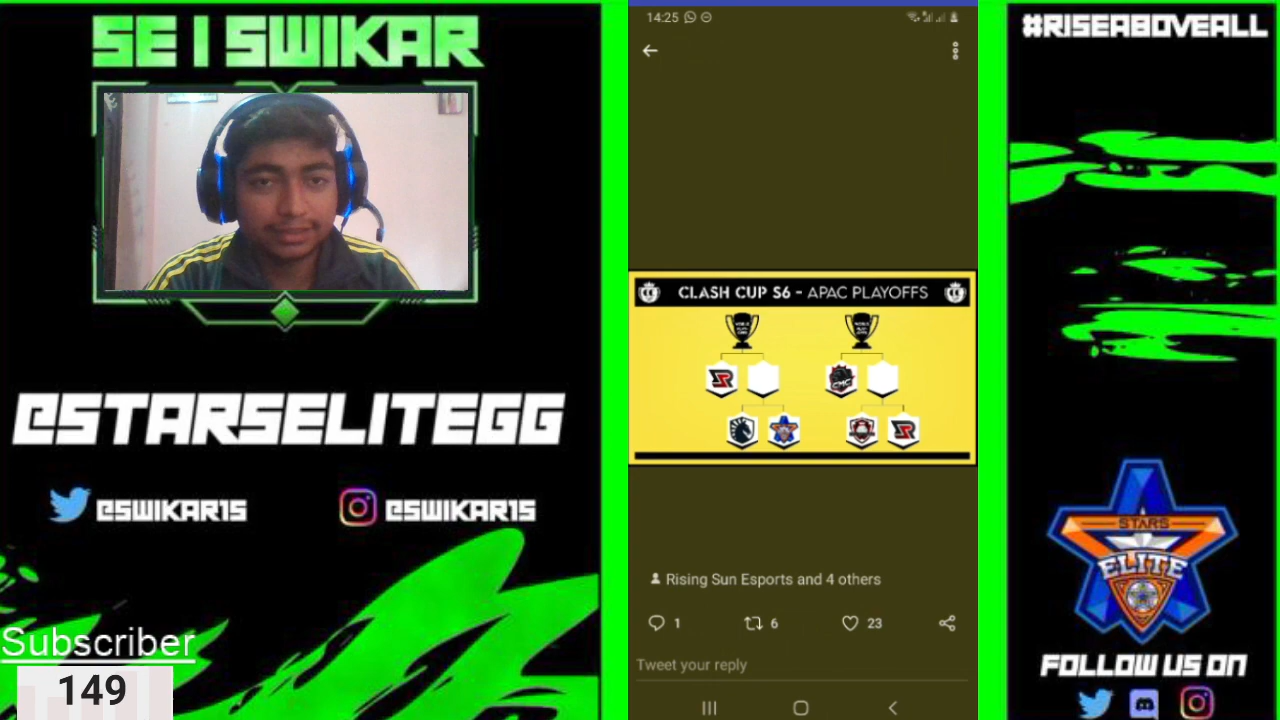 SE I SWIKAR
@STARSELITEGG
@SWIKAR15
@SWIKAR15
Subscriber
149
14:25
CLASH CUP S6 - APAC PLAYOFFS
CMC
Rising Sun Esports and 4 others
1
6
23
Tweet your reply
#RISEABOVEALL
STARS
ELITE
FOLLOW US ON